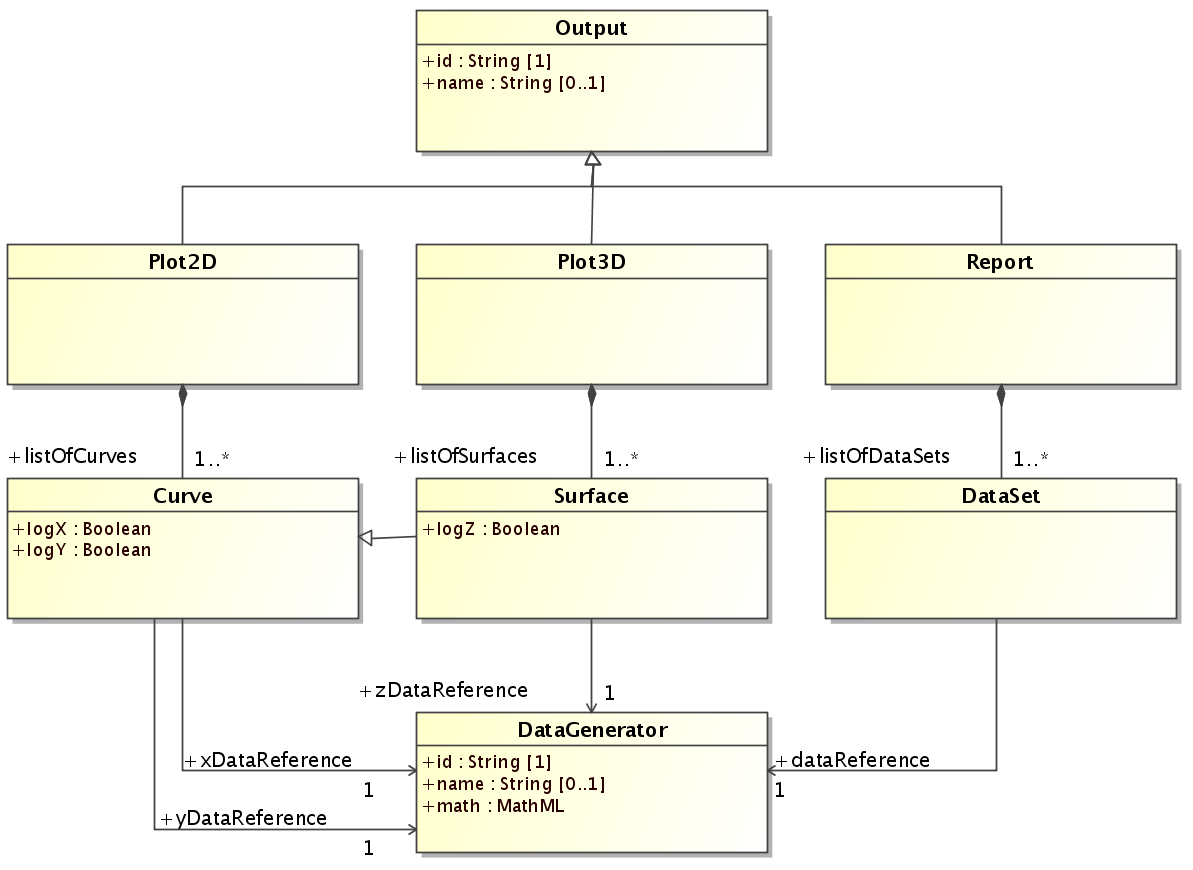 Output
+id : String [1]
+name : String [0..1]
Plot2D
Plot3D
Report
+listOfCurves
1..*
+listOfSurfaces
1..*
+listOfDataSets
1..*
Curve
+logX : Boolean
+logY : Boolean
Surface
+logZ : Boolean
DataSet
+zDataReference
1
+xDataReference
1
+yDataReference
1
DataGenerator
+id : String [1]
+name : String [0..1]
+math : MathML
+dataReference
1